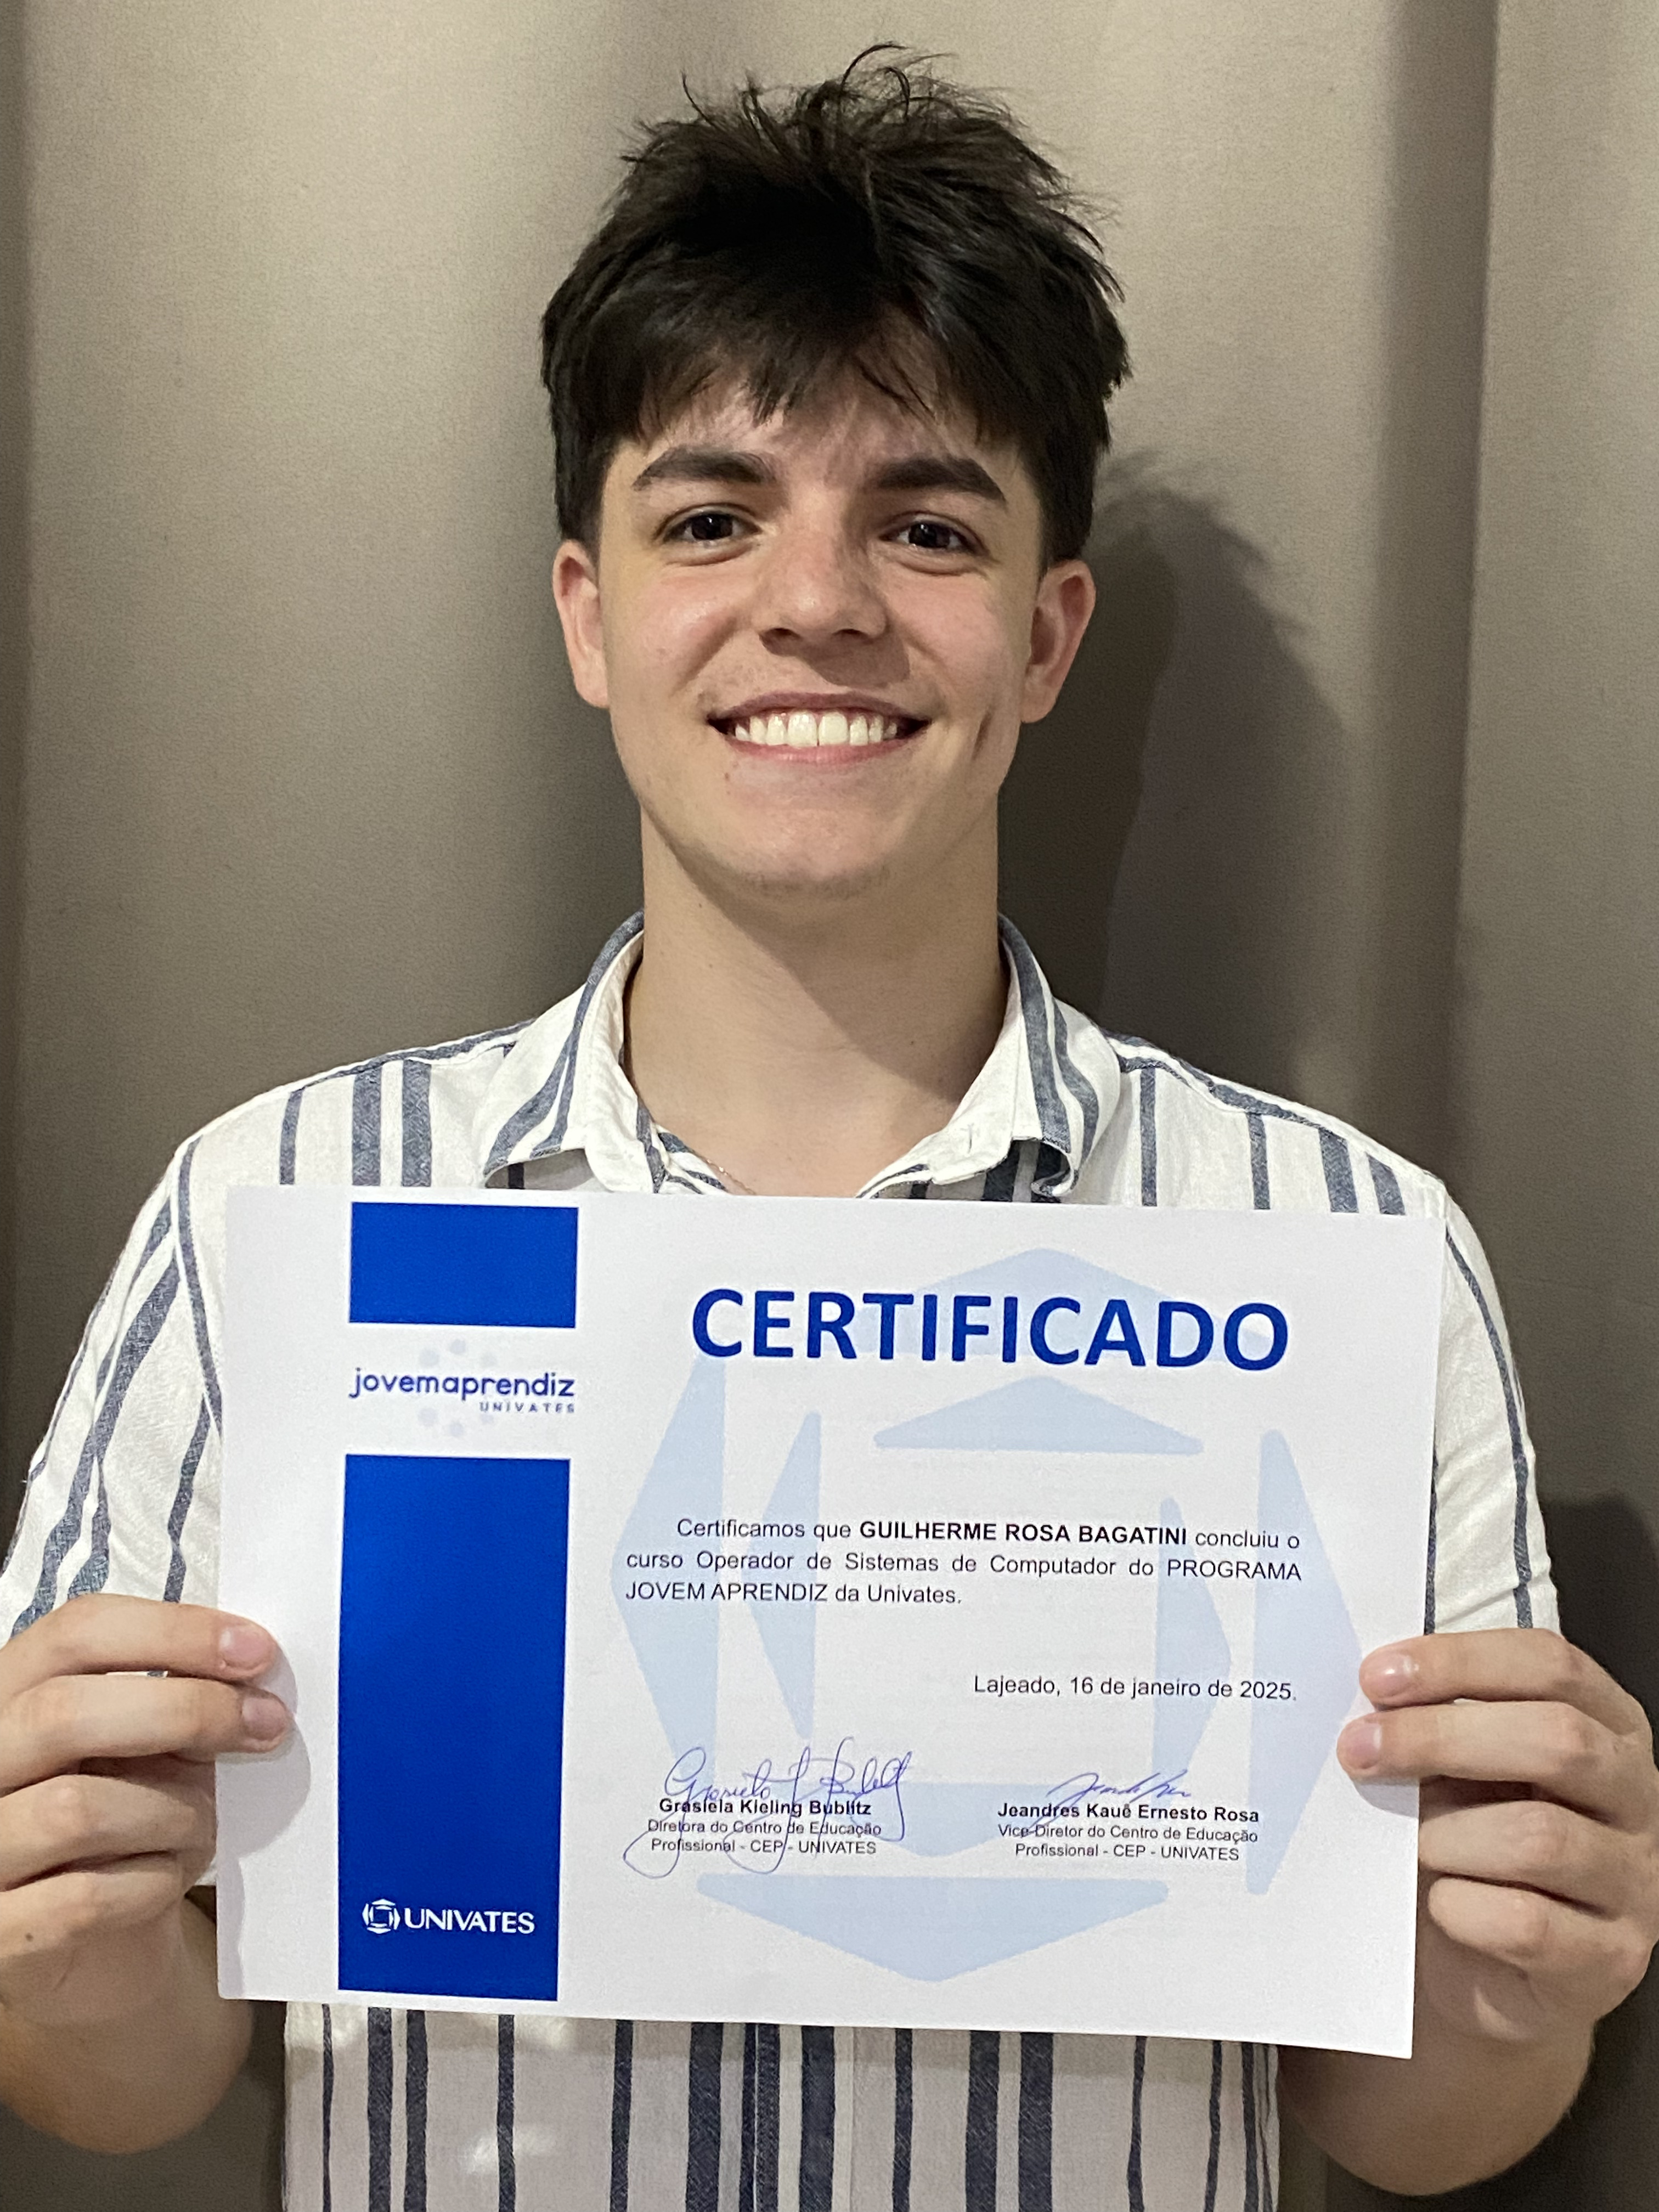 CERTIFICADO
jovemaprendiz
UNIVATES
Certificamos que GUILHERME ROSA BAGATINI concluiu o
curso Operador de Sistemas de Computador do PROGRAMA
JOVEM APRENDIZ da Univates.
Lajeado, 16 de janeiro de 2025.
Grasiela Kieling Bublitz
Diretora do Centro de Educação
Profissional - CEP - UNIVATES
Jeandres Kauê Ernesto Rosa
Vice-Diretor do Centro de Educação
Profissional - CEP - UNIVATES
UNIVATES